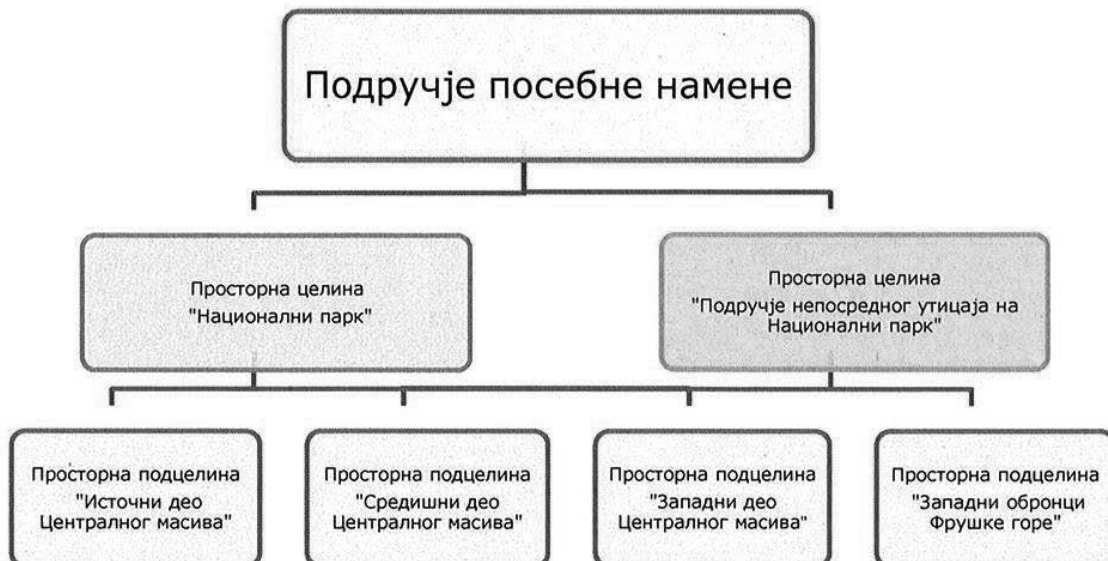 Подручје посебне намене
Просторна целина
"Национални парк"
Просторна целина
"Подручје непосредног утицаја на
Национални парк"
Просторна подцелина
"Источни део
Централног масива"
Просторна подцелина
"Средишни део
Централног масива"
Просторна подцелина
"Западни део
Централног масива"
Просторна подцелина
"Западни обронци
Фрушке горе"